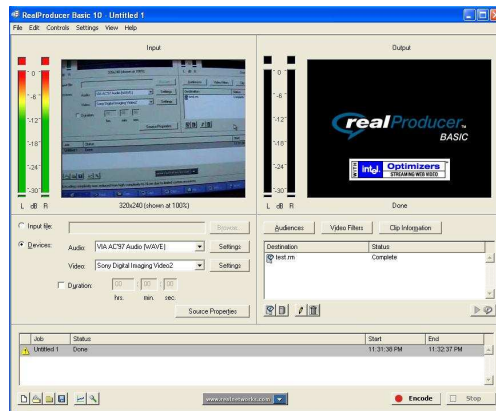 RealProducer Basic 10 - Untitled 1
File Edit Controls Settings View Help
Input
Output
0
-6
-12
-18
-24
-30
L dB R
320x240 (shown at 100%)
0
-6
-12
-18
-24
-30
L dB R
realProducer™
BASIC
WITH intel. Optimizers
STREAMING WEB VIDEO
Done
Input file:
Browse...
Devices:
Audio:
VIA AC'97 Audio (WAVE)
Settings
Video:
Sony Digital Imaging Video2
Settings
Duration:
00 : 00 : 00
hrs. min. sec.
Source Properties
Audiences
Video Filters
Clip Information
Destination
Status
test.rm
Complete
Job
Status
Start
End
Untitled 1
Done
11:31:38 PM
11:32:37 PM
www.realnetworks.com
Encode
Stop